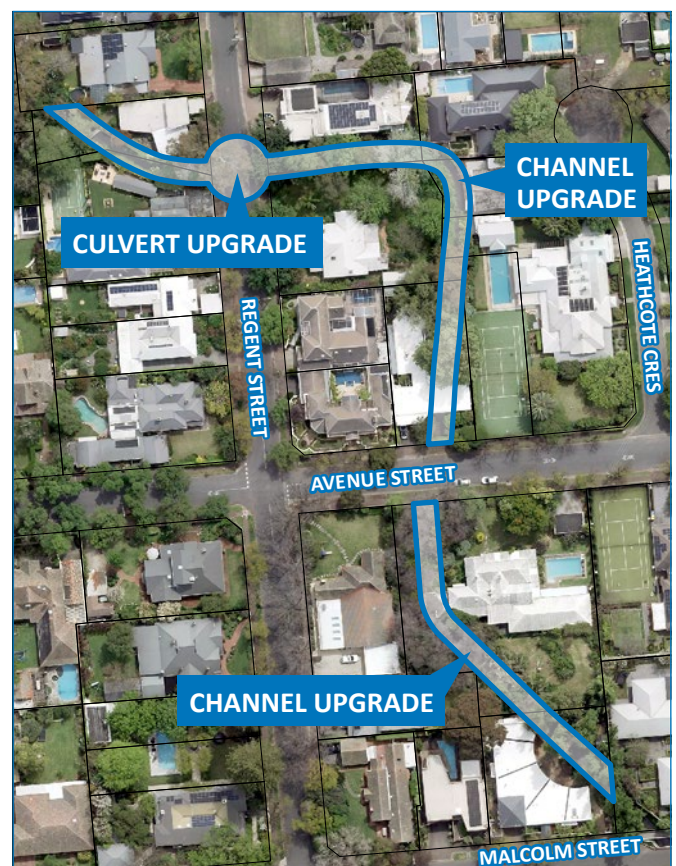 CHANNEL
UPGRADE
CULVERT UPGRADE
REGENT STREET
HEATHCOTE CRES
AVENUE STREET
CHANNEL UPGRADE
MALCOLM STREET